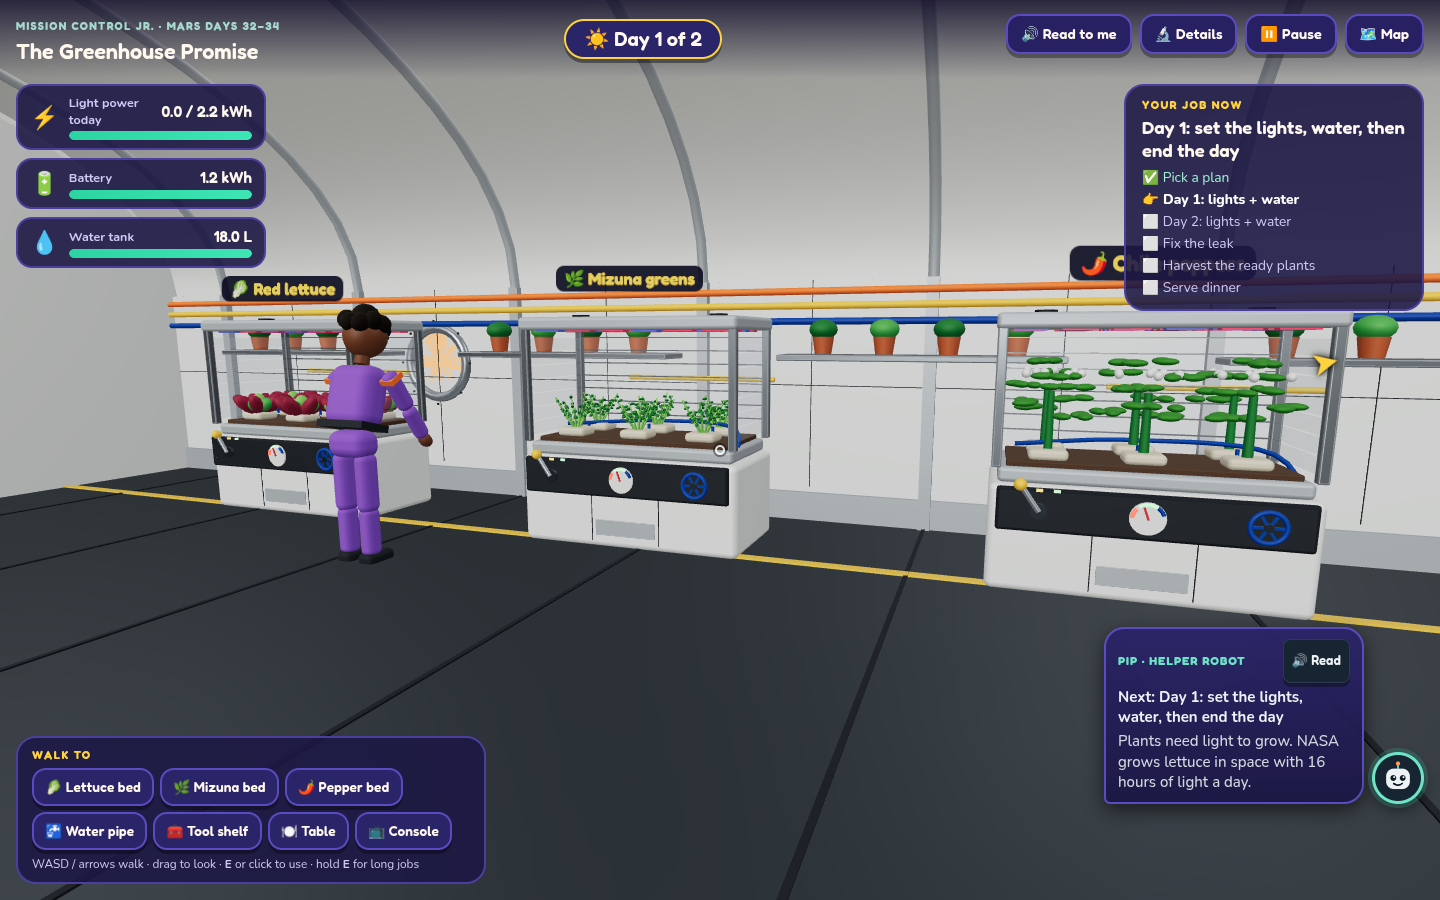 MISSION CONTROL JR. · MARS DAYS 32–34
The Greenhouse Promise
☀️ Day 1 of 2
🔊 Read to me
🔬 Details
⏸️ Pause
🗺️ Map
Light power today
0.0 / 2.2 kWh
Battery
1.2 kWh
Water tank
18.0 L
YOUR JOB NOW
Day 1: set the lights, water, then
end the day
✅ Pick a plan
👉 Day 1: lights + water
⬜ Day 2: lights + water
⬜ Fix the leak
⬜ Harvest the ready plants
⬜ Serve dinner
🥬 Red lettuce
🌿 Mizuna greens
PIP · HELPER ROBOT
🔊 Read
Next: Day 1: set the lights,
water, then end the day
Plants need light to grow. NASA
grows lettuce in space with 16
hours of light a day.
WALK TO
🥬 Lettuce bed
🌿 Mizuna bed
🌶️ Pepper bed
🚰 Water pipe
🧰 Tool shelf
🍽️ Table
📺 Console
WASD / arrows walk · drag to look · E or click to use · hold E for long jobs